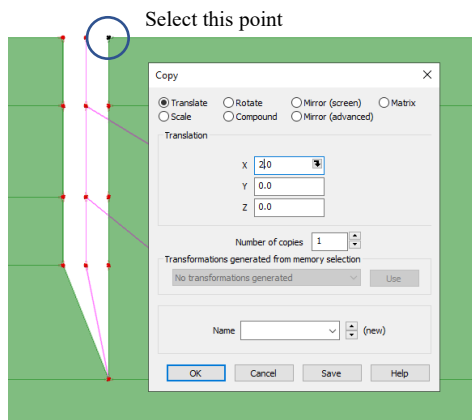 Select this point
Copy
Translate Rotate Mirror (screen) Matrix
Scale Compound Mirror (advanced)
Translation
X 2.0
Y 0.0
Z 0.0
Number of copies 1
Transformations generated from memory selection
No transformations generated Use
Name (new)
OK Cancel Save Help